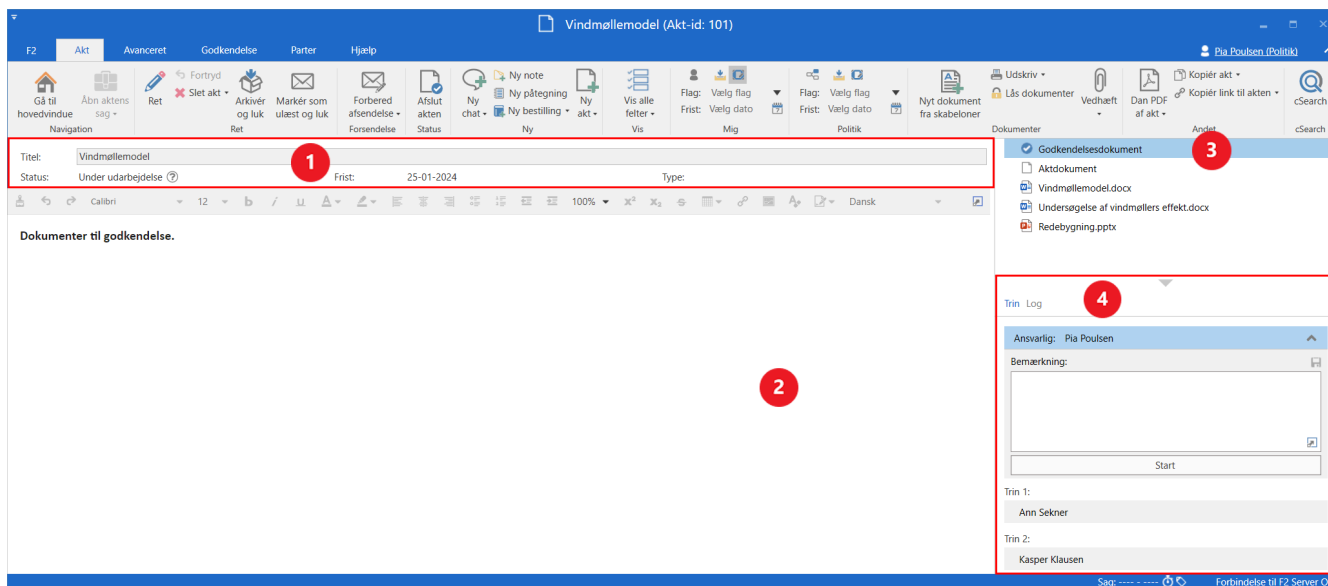 Vindmøllemodel (Akt-id: 101)
F2 Akt Avanceret Godkendelse Parter Hjælp Pia Poulsen (Politik)
Gå til hovedvindue
Åbn aktens sag
Navigation
Ret
Fortryd
Slet akt
Arkivér og luk
Markér som ulæst og luk
Ret
Forbered afsendelse
Forsendelse
Afslut akten
Status
Ny chat
Ny note
Ny påtegning
Ny bestilling
Ny akt
Ny
Vis alle felter
Vis
Flag: Vælg flag
Frist: Vælg dato
Mig
Flag: Vælg flag
Frist: Vælg dato
Politik
Nyt dokument fra skabeloner
Udskriv
Lås dokumenter
Vedhæft
Dokumenter
Dan PDF af akt
Kopiér akt
Kopiér link til akten
Andet
cSearch
cSearch
Titel: Vindmøllemodel
1
Status: Under udarbejdelse ? Frist: 25-01-2024 Type:
Calibri 12 b i u 100% Dansk
Dokumenter til godkendelse.
2
Godkendelsesdokument
3
Aktdokument
Vindmøllemodel.docx
Undersøgelse af vindmøllers effekt.docx
Redebygning.pptx
Trin Log
4
Ansvarlig: Pia Poulsen
Bemærkning:
Start
Trin 1:
Ann Sekner
Trin 2:
Kasper Klausen
Sag: ---- - ---- Forbindelse til F2 Server O